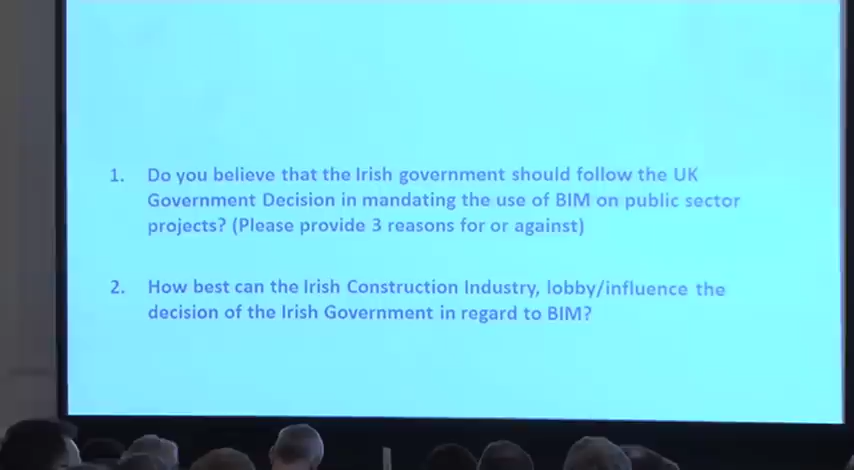 1. Do you believe that the Irish government should follow the UK
Government Decision in mandating the use of BIM on public sector
projects? (Please provide 3 reasons for or against)
2. How best can the Irish Construction Industry, lobby/influence the
decision of the Irish Government in regard to BIM?